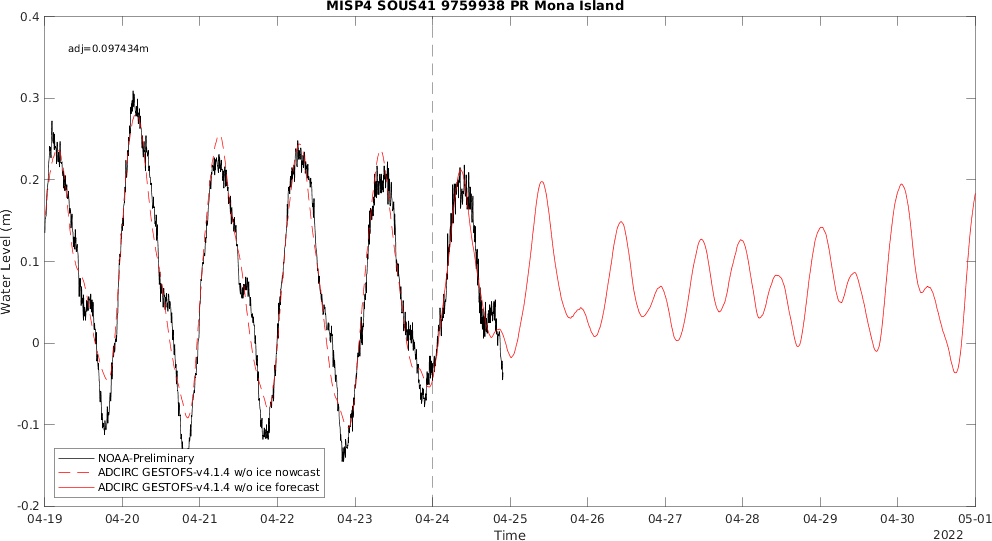 MISP4 SOUS41 9759938 PR Mona Island
adj=0.097434m
Water Level (m)
0.4
0.3
0.2
0.1
0
-0.1
-0.2
NOAA-Preliminary
ADCIRC GESTOFS-v4.1.4 w/o ice nowcast
ADCIRC GESTOFS-v4.1.4 w/o ice forecast
04-19 04-20 04-21 04-22 04-23 04-24 04-25 04-26 04-27 04-28 04-29 04-30 05-01
Time
2022